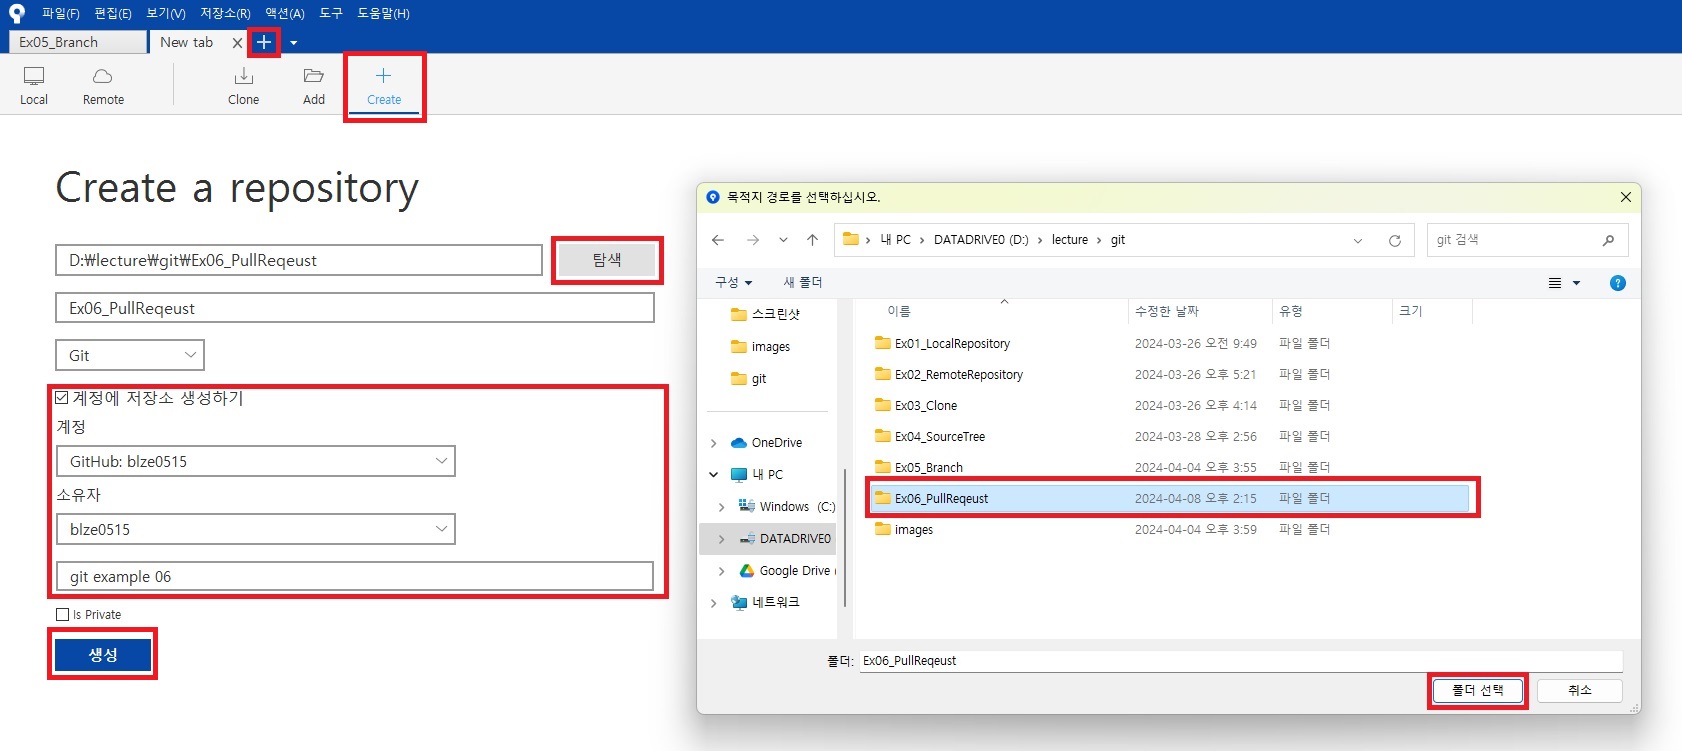 파일(F) 편집(E) 보기(V) 저장소(R) 액션(A) 도구 도움말(H)
Ex05_Branch New tab
Local Remote Clone Add Create
Create a repository
D:₩lecture₩git₩Ex06_PullReqeust 탐색
Ex06_PullReqeust
Git
계정에 저장소 생성하기
계정
GitHub: blze0515
소유자
blze0515
git example 06
Is Private
생성
목적지 경로를 선택하십시오.
내 PC DATADRIVE0 (D:) lecture git git 검색
구성 새 폴더
스크린샷
images
git
OneDrive
내 PC
Windows (C:)
DATADRIVE0
Google Drive (
네트워크
이름 수정한 날짜 유형 크기
Ex01_LocalRepository 2024-03-26 오전 9:49 파일 폴더
Ex02_RemoteRepository 2024-03-26 오후 5:21 파일 폴더
Ex03_Clone 2024-03-26 오후 4:14 파일 폴더
Ex04_SourceTree 2024-03-28 오후 2:56 파일 폴더
Ex05_Branch 2024-04-04 오후 3:55 파일 폴더
Ex06_PullReqeust 2024-04-08 오후 2:15 파일 폴더
images 2024-04-04 오후 3:59 파일 폴더
폴더: Ex06_PullReqeust
폴더 선택 취소